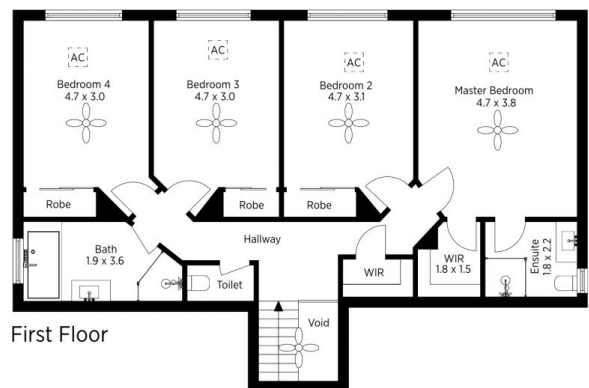 AC
Bedroom 4
4.7 x 3.0
AC
Bedroom 3
4.7 x 3.0
AC
Bedroom 2
4.7 x 3.1
AC
Master Bedroom
4.7 x 3.8
Robe
Robe
Robe
Hallway
Bath
1.9 x 3.6
Toilet
WIR
WIR
1.8 x 1.5
Ensuite
1.8 x 2.2
Void
First Floor